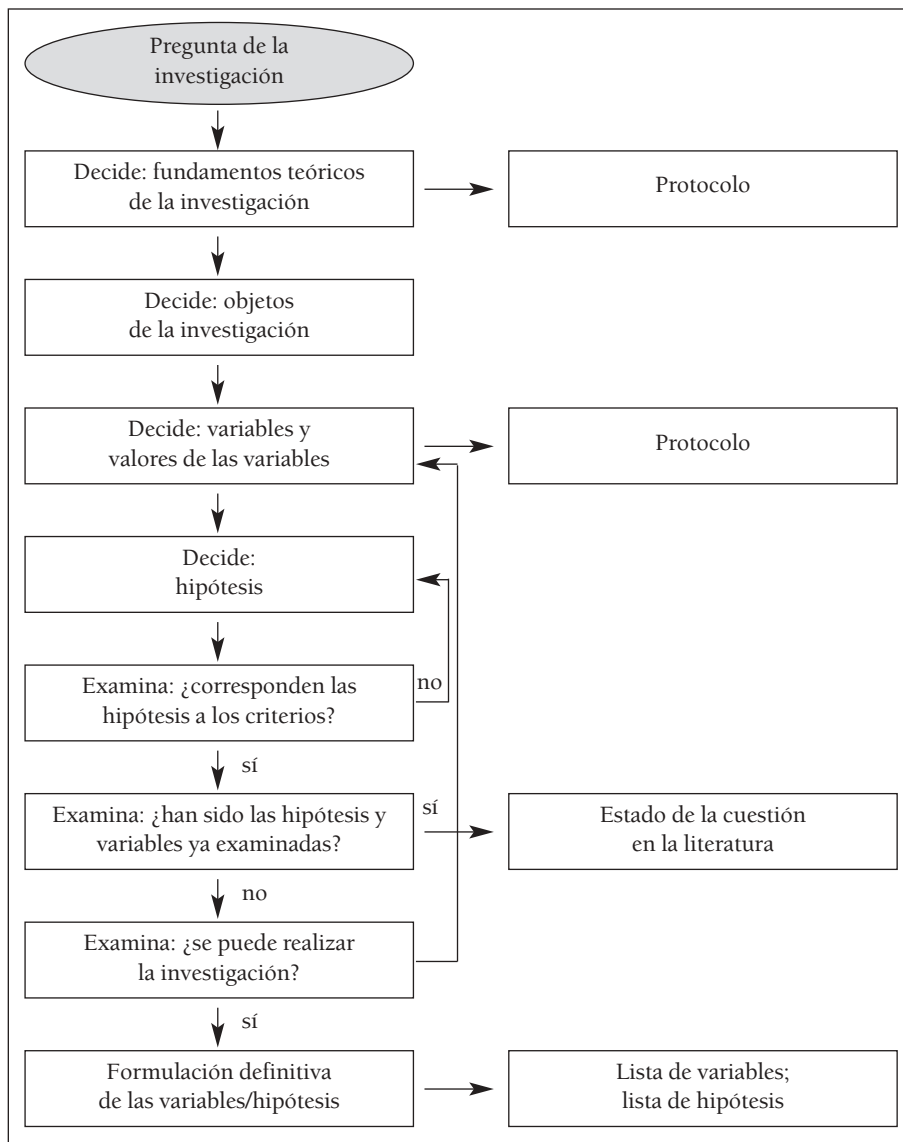 Pregunta de la
investigación
Decide: fundamentos teóricos
de la investigación
Protocolo
Decide: objetos
de la investigación
Decide: variables y
valores de las variables
Protocolo
Decide:
hipótesis
Examina: ¿corresponden las
hipótesis a los criterios?
no
sí
Examina: ¿han sido las hipótesis y
variables ya examinadas?
sí
Estado de la cuestión
en la literatura
no
Examina: ¿se puede realizar
la investigación?
sí
Formulación definitiva
de las variables/hipótesis
Lista de variables;
lista de hipótesis